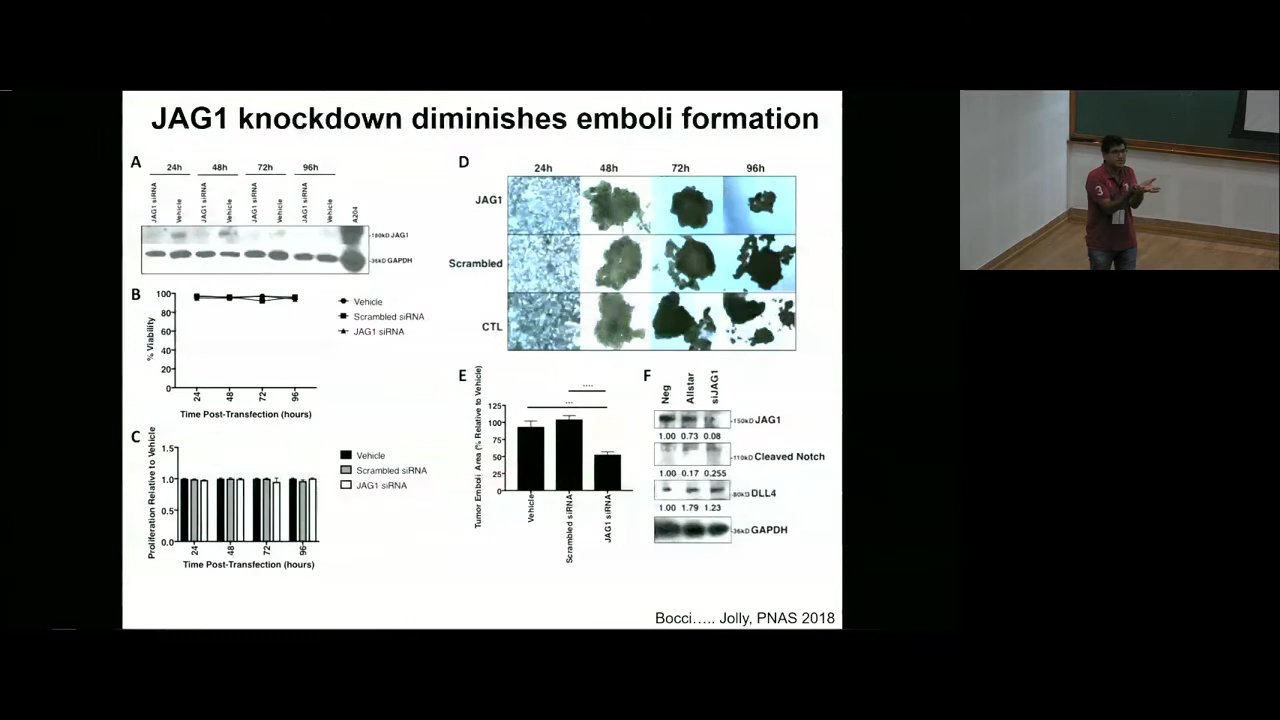 JAG1 knockdown diminishes emboli formation
A
24h 48h 72h 96h
JAG1 siRNA Vehicle JAG1 siRNA Vehicle JAG1 siRNA Vehicle JAG1 siRNA Vehicle A204
-150kD JAG1
-36kD GAPDH
B
% Viability
100
80
60
40
20
0
24 48 72 96
Time Post-Transfection (hours)
Vehicle
Scrambled siRNA
JAG1 siRNA
C
Proliferation Relative to Vehicle
1.5
1.0
0.5
0.0
24 48 72 96
Time Post-Transfection (hours)
Vehicle
Scrambled siRNA
JAG1 siRNA
D
24h 48h 72h 96h
JAG1
Scrambled
CTL
E
Tumor Emboli Area (% Relative to Vehicle)
125
100
75
50
25
0
****
***
Vehicle Scrambled siRNA JAG1 siRNA
F
Neg Allstar siJAG1
-150kD JAG1
1.00 0.73 0.08
-110kD Cleaved Notch
1.00 0.17 0.255
-80kD DLL4
1.00 1.79 1.23
-36kD GAPDH
Bocci..... Jolly, PNAS 2018
3